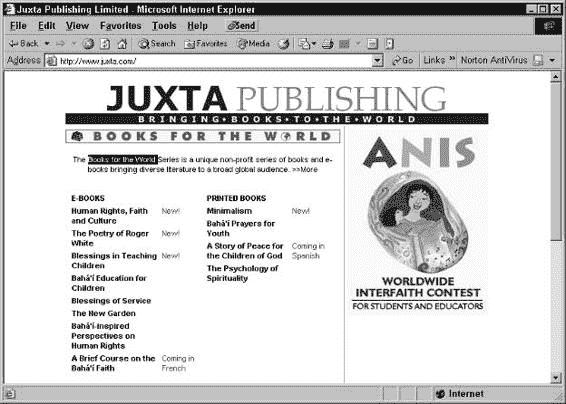 Juxta Publishing Limited - Microsoft Internet Explorer
File Edit View Favorites Tools Help Send
Back Search Favorites Media
Address http://www.juxta.com/ Go Links » Norton AntiVirus
JUXTA PUBLISHING
BRINGING•BOOKS•TO•THE•WORLD
BOOKS FOR THE WORLD
The Books for the World Series is a unique non-profit series of books and e-
books bringing diverse literature to a broad global audience. >>More
E-BOOKS
Human Rights, Faith New!
and Culture
The Poetry of Roger New!
White
Blessings in Teaching New!
Children
Bahá'í Education for
Children
Blessings of Service
The New Garden
Bahá'í-inspired
Perspectives on
Human Rights
A Brief Course on the Coming in
Bahá'í Faith French
PRINTED BOOKS
Minimalism New!
Bahá'í Prayers for
Youth
A Story of Peace for Coming in
the Children of God Spanish
The Psychology of
Spirituality
ANIS
WORLDWIDE
INTERFAITH CONTEST
FOR STUDENTS AND EDUCATORS
Internet